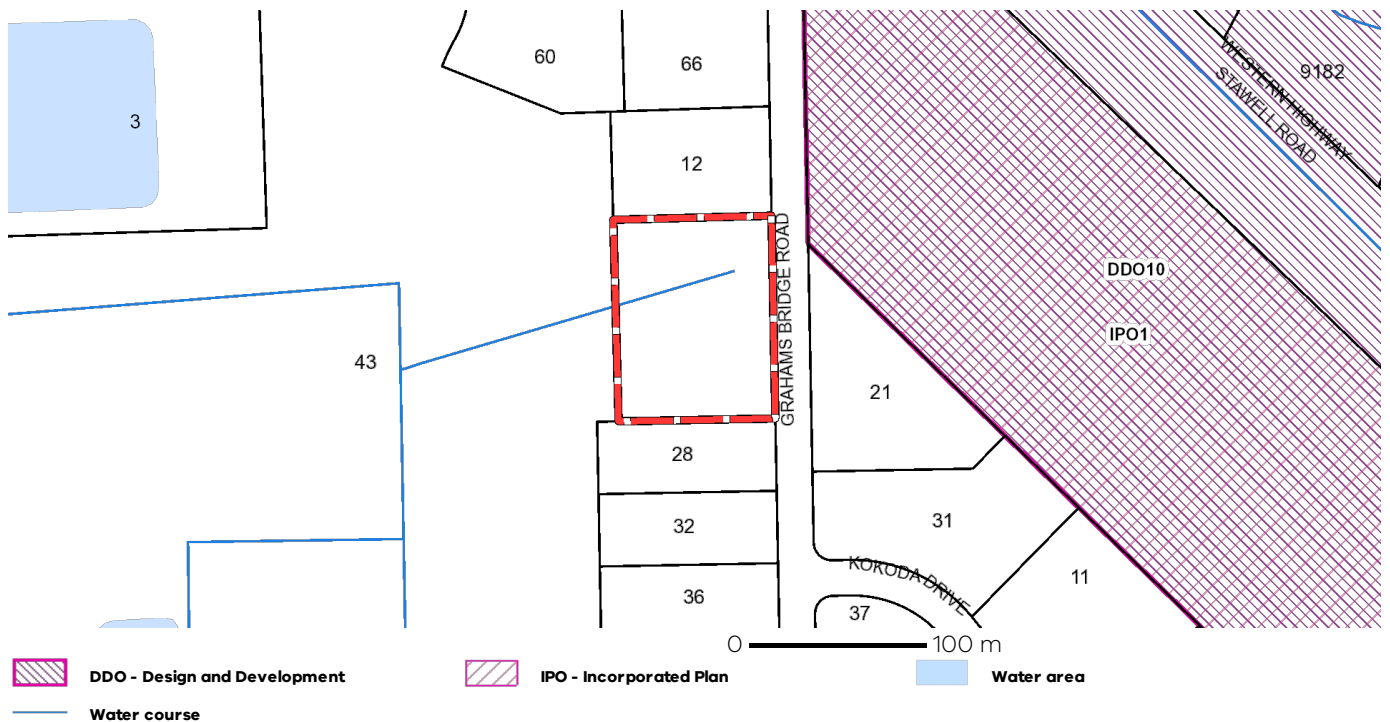 60
66
9182
WESTERN HIGHWAY
STAWELL ROAD
3
12
GRAHAMS BRIDGE ROAD
DDO10
IPO1
43
21
28
31
32
11
KOKODA DRIVE
36
37
0 100 m
DDO - Design and Development
IPO - Incorporated Plan
Water area
Water course